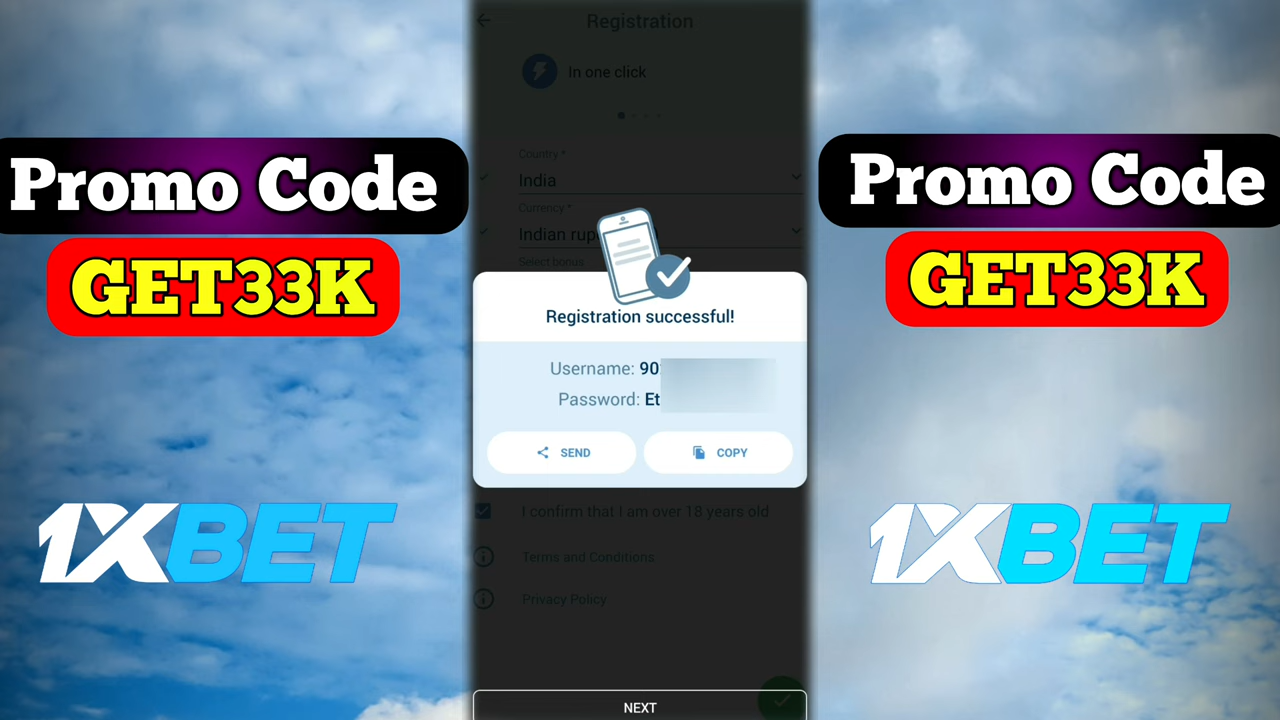 Promo Code
GET33K
1XBET
Registration
In one click
Country *
India
Currency *
Indian rup
Select bonus
Registration successful!
Username: 90
Password: Et
SEND
COPY
I confirm that I am over 18 years old
Terms and Conditions
Privacy Policy
NEXT
Promo Code
GET33K
1XBET